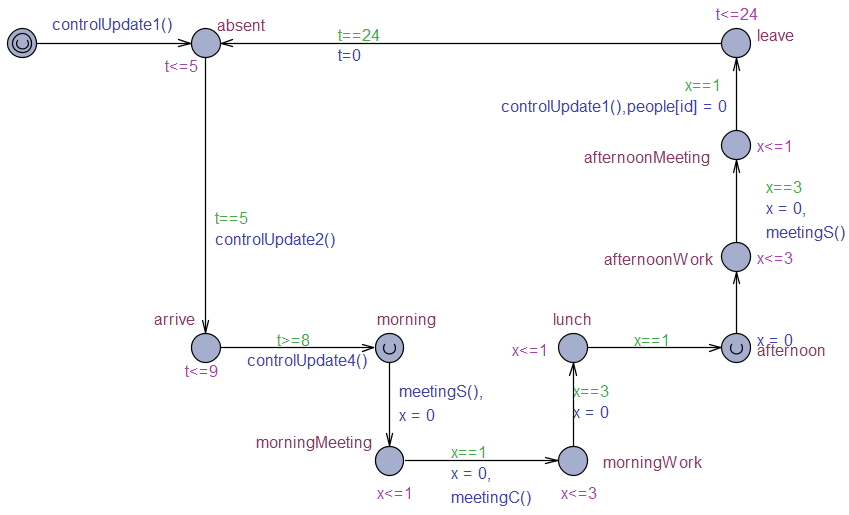 controlUpdate1()
absent
t<=5
t==24
t=0
t<=24
leave
x==1
controlUpdate1(),people[id] = 0
afternoonMeeting
x<=1
x==3
x = 0,
meetingS()
t==5
controlUpdate2()
afternoonWork
x<=3
arrive
t<=9
t>=8
controlUpdate4()
morning
lunch
x<=1
x==1
x = 0
afternoon
meetingS(),
x = 0
x==3
x = 0
morningMeeting
x<=1
x==1
x = 0,
meetingC()
morningWork
x<=3
C
C
C